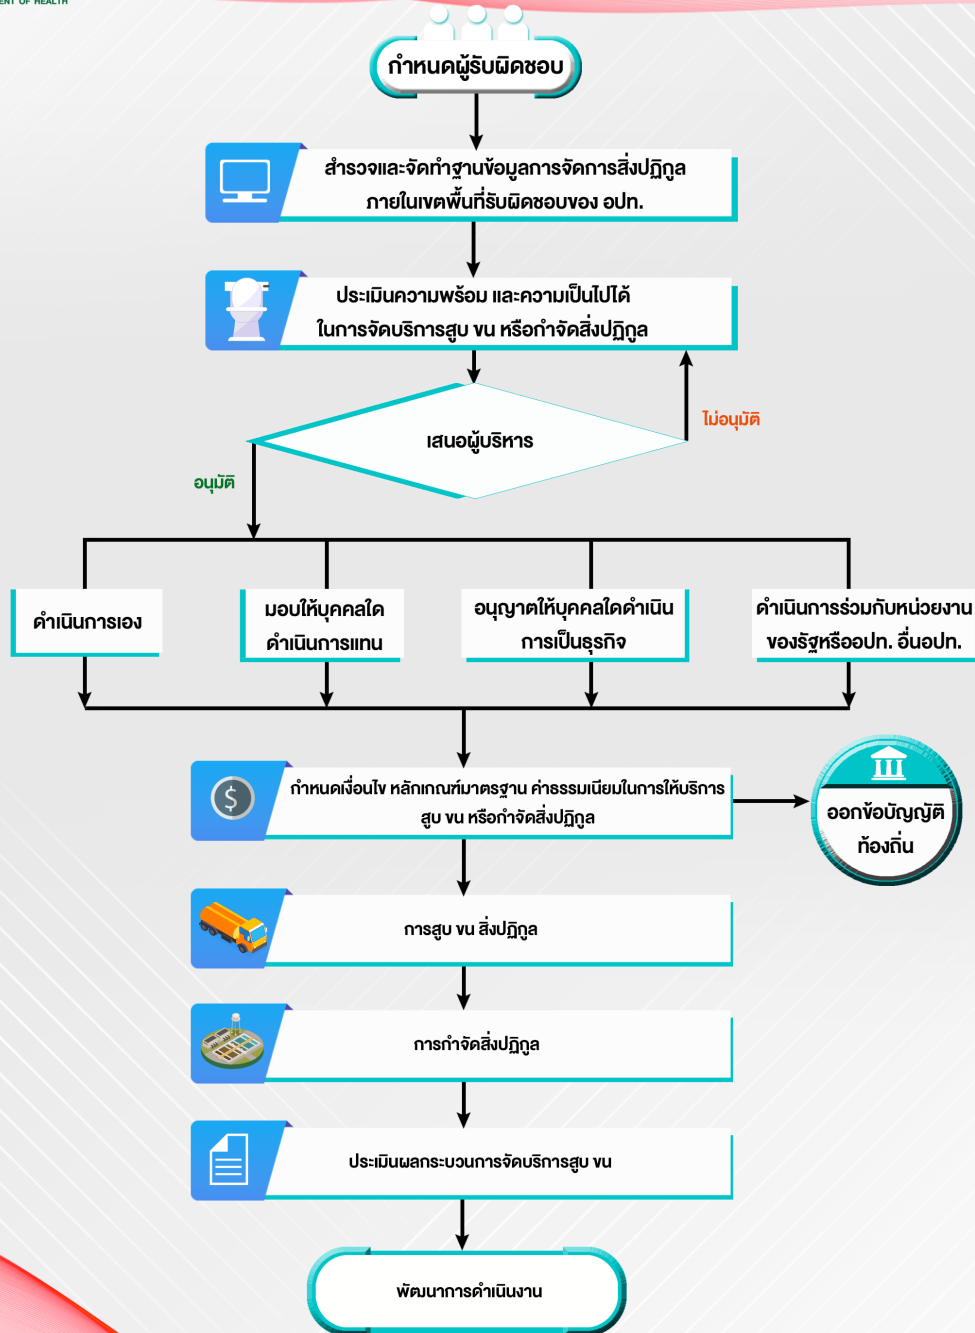 ENT OF HEALTH
กำหนดผู้รับผิดชอบ
สำรวจและจัดทำฐานข้อมูลการจัดการสิ่งปฏิกูล
ภายในเขตพื้นที่รับผิดชอบของ อปท.
ประเมินความพร้อม และความเป็นไปได้
ในการจัดบริการสูบ ขน หรือกำจัดสิ่งปฏิกูล
ไม่อนุมัติ
เสนอผู้บริหาร
อนุมัติ
ดำเนินการเอง
มอบให้บุคคลใด
ดำเนินการแทน
อนุญาตให้บุคคลใดดำเนิน
การเป็นธุรกิจ
ดำเนินการร่วมกับหน่วยงาน
ของรัฐหรืออปท. อื่นอปท.
กำหนดเงื่อนไข หลักเกณฑ์มาตรฐาน ค่าธรรมเนียมในการให้บริการ
สูบ ขน หรือกำจัดสิ่งปฏิกูล
ออกข้อบัญญัติ
ท้องถิ่น
การสูบ ขน สิ่งปฏิกูล
การกำจัดสิ่งปฏิกูล
ประเมินผลกระบวนการจัดบริการสูบ ขน
พัฒนาการดำเนินงาน